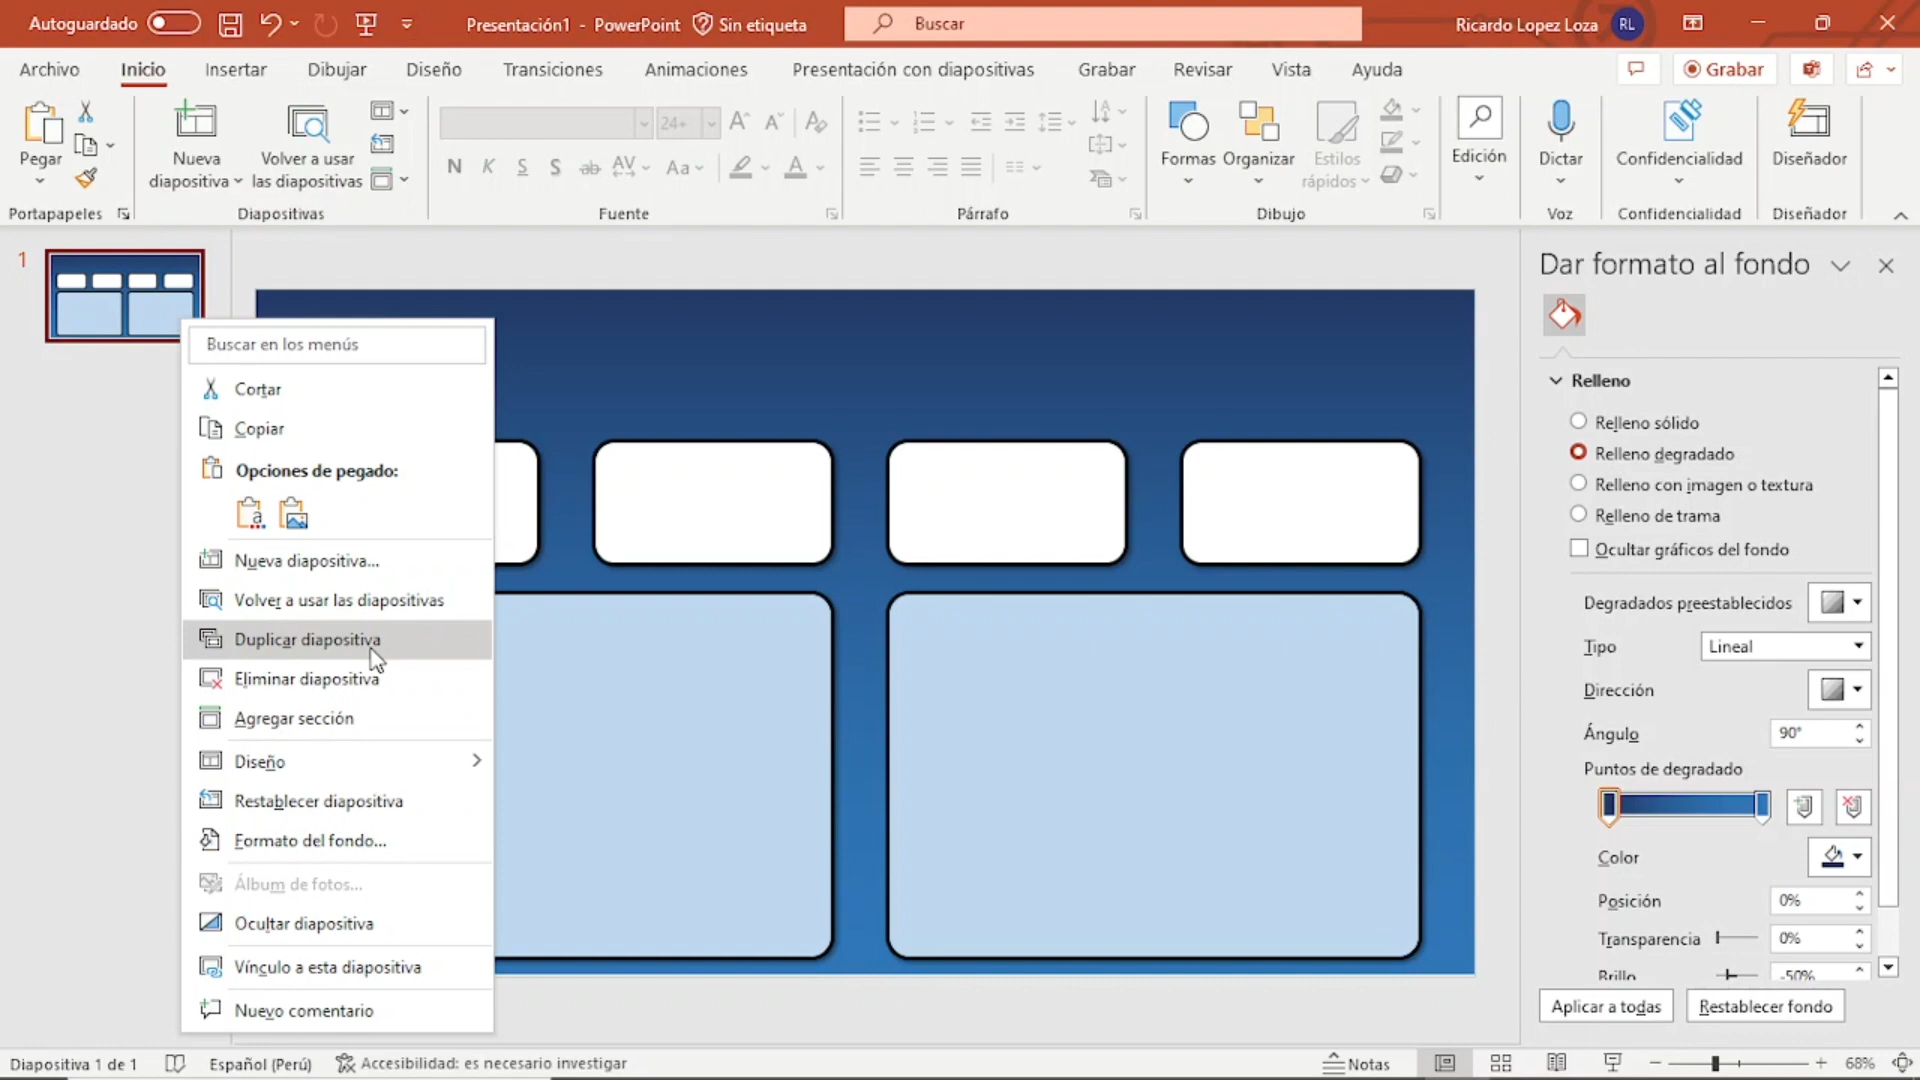 Autoguardado
Presentación1 - PowerPoint
Sin etiqueta
Buscar
Ricardo Lopez Loza
RL
Archivo
Inicio
Insertar
Dibujar
Diseño
Transiciones
Animaciones
Presentación con diapositivas
Grabar
Revisar
Vista
Ayuda
Grabar
Pegar
Nueva
diapositiva
Volver a usar
las diapositivas
24+
N K S S ab AV Aa A
Formas
Organizar
Estilos
rápidos
Edición
Dictar
Confidencialidad
Diseñador
Portapapeles
Diapositivas
Fuente
Párrafo
Dibujo
Voz
Confidencialidad
Diseñador
1
Buscar en los menús
Cortar
Copiar
Opciones de pegado:
Nueva diapositiva...
Volver a usar las diapositivas
Duplicar diapositiva
Eliminar diapositiva
Agregar sección
Diseño
Restablecer diapositiva
Formato del fondo...
Álbum de fotos...
Ocultar diapositiva
Vínculo a esta diapositiva
Nuevo comentario
Dar formato al fondo
Relleno
Relleno sólido
Relleno degradado
Relleno con imagen o textura
Relleno de trama
Ocultar gráficos del fondo
Degradados preestablecidos
Tipo
Lineal
Dirección
Ángulo
90°
Puntos de degradado
Color
Posición
0%
Transparencia
0%
Brillo
-50%
Aplicar a todas
Restablecer fondo
Diapositiva 1 de 1
Español (Perú)
Accesibilidad: es necesario investigar
Notas
68%